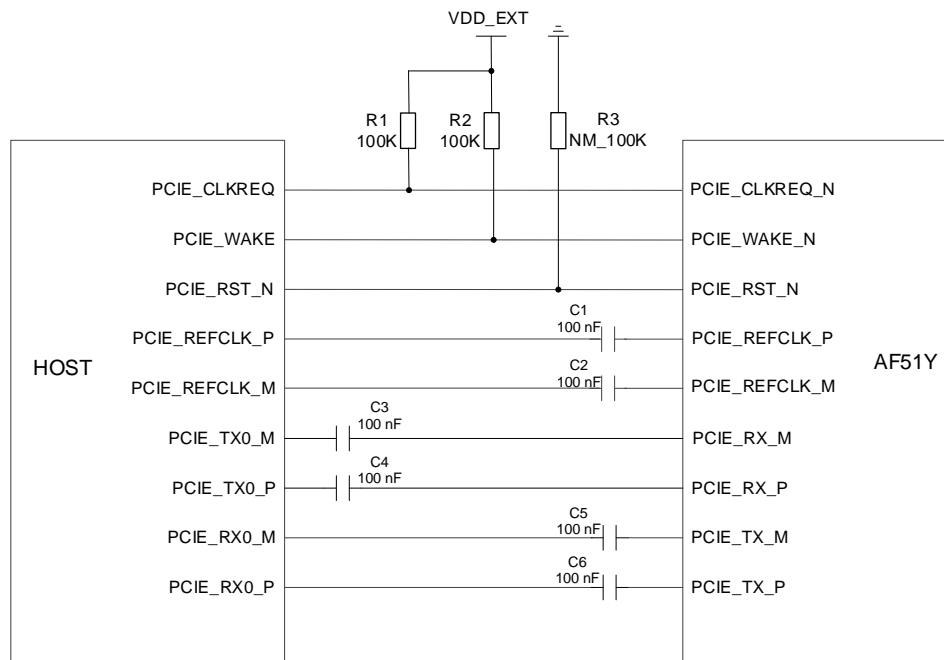 VDD_EXT
R1
100K
R2
100K
R3
NM_100K
PCIE_CLKREQ
PCIE_CLKREQ_N
PCIE_WAKE
PCIE_WAKE_N
PCIE_RST_N
PCIE_RST_N
C1
100 nF
PCIE_REFCLK_P
PCIE_REFCLK_P
HOST
AF51Y
C2
100 nF
PCIE_REFCLK_M
PCIE_REFCLK_M
C3
100 nF
PCIE_TX0_M
PCIE_RX_M
C4
100 nF
PCIE_TX0_P
PCIE_RX_P
C5
100 nF
PCIE_RX0_M
PCIE_TX_M
C6
100 nF
PCIE_RX0_P
PCIE_TX_P